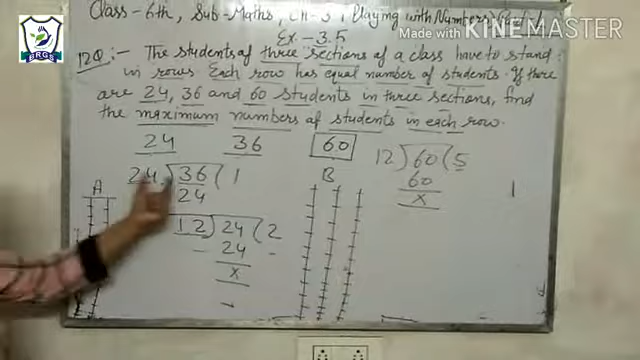 Class-6th, Sub-Maths, Ch-3, Playing with Numbers
Made with KINEMASTER
Ex.-3.5
SRGS
12Q:- The students of three sections of a class have to stand
in rows. Each row has equal number of students. If there
are 24, 36 and 60 students in three sections, find
the maximum numbers of students in each row.
24 36 60
12) 60 ( 5
60
x
24) 36 ( 1
24
12) 24 ( 2
- 24 -
x
A
B